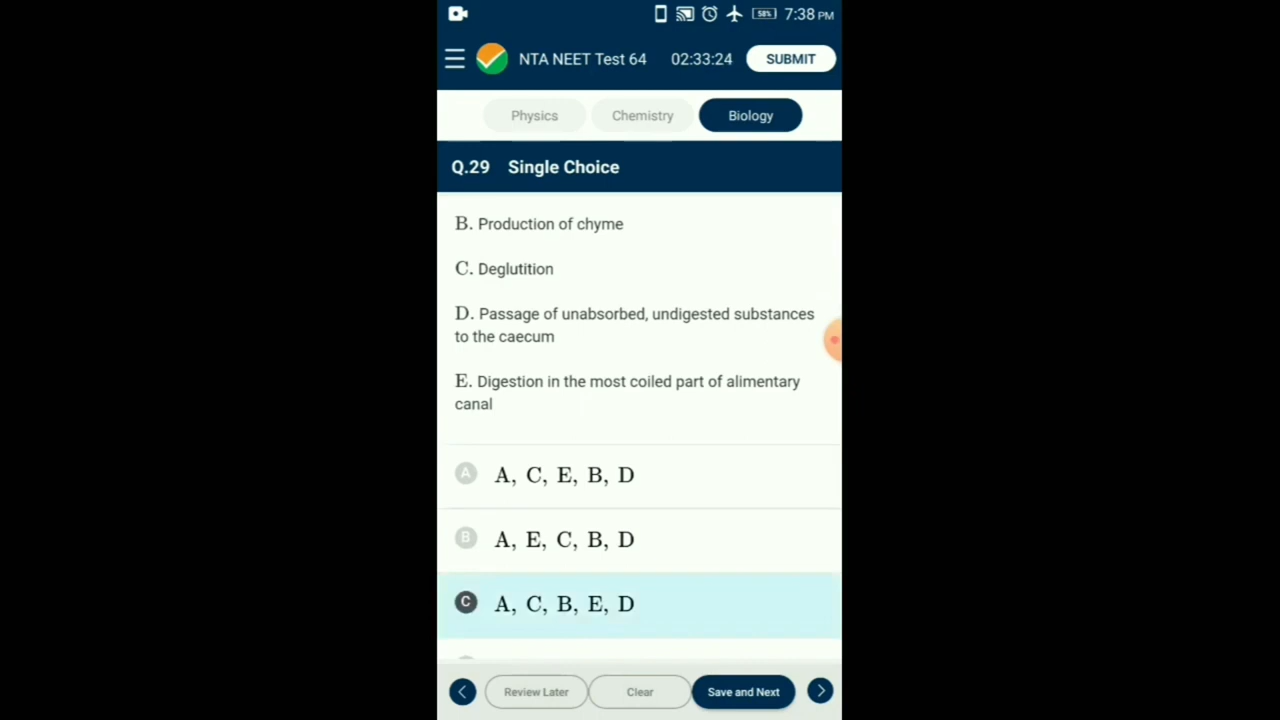 58% 7:38 PM
NTA NEET Test 64 02:33:24 SUBMIT
Physics Chemistry Biology
Q.29 Single Choice
B. Production of chyme
C. Deglutition
D. Passage of unabsorbed, undigested substances
to the caecum
E. Digestion in the most coiled part of alimentary
canal
A A, C, E, B, D
B A, E, C, B, D
C A, C, B, E, D
Review Later Clear Save and Next